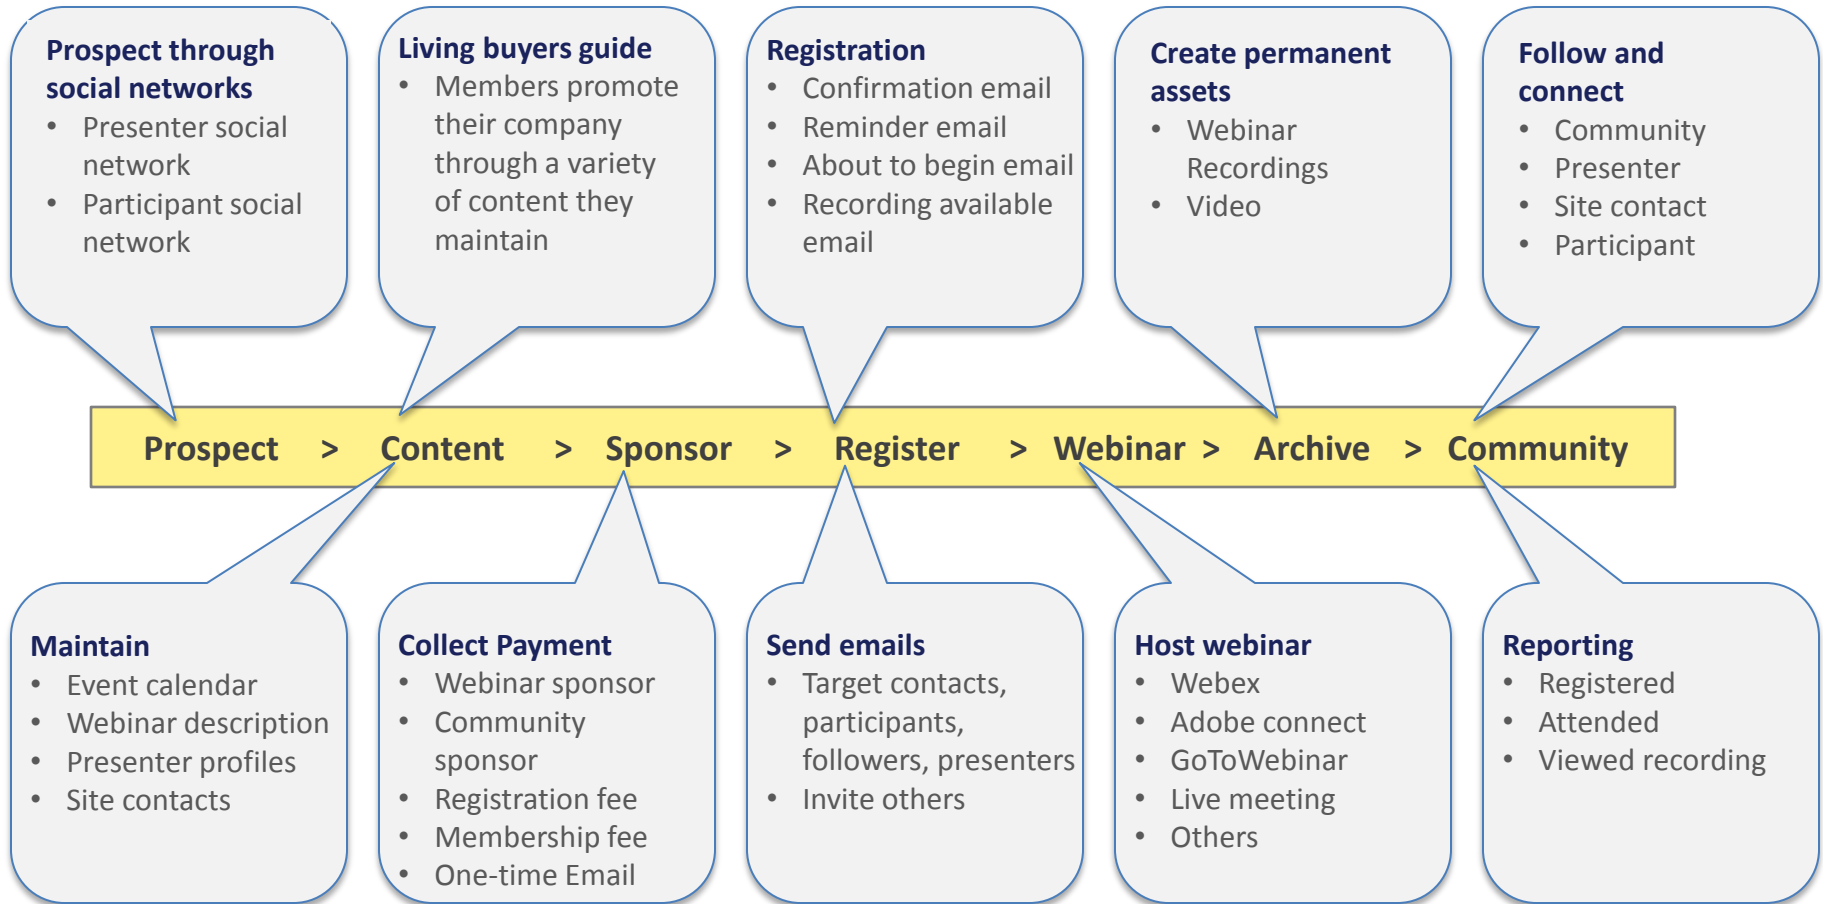 Prospect through
social networks
• Presenter social
network
• Participant social
network
Living buyers guide
• Members promote
their company
through a variety
of content they
maintain
Registration
• Confirmation email
• Reminder email
• About to begin email
• Recording available
email
Create permanent
assets
• Webinar
Recordings
• Video
Follow and
connect
• Community
• Presenter
• Site contact
• Participant
Prospect > Content > Sponsor > Register > Webinar > Archive > Community
Maintain
• Event calendar
• Webinar description
• Presenter profiles
• Site contacts
Collect Payment
• Webinar sponsor
• Community
sponsor
• Registration fee
• Membership fee
• One-time Email
Send emails
• Target contacts,
participants,
followers, presenters
• Invite others
Host webinar
• Webex
• Adobe connect
• GoToWebinar
• Live meeting
• Others
Reporting
• Registered
• Attended
• Viewed recording